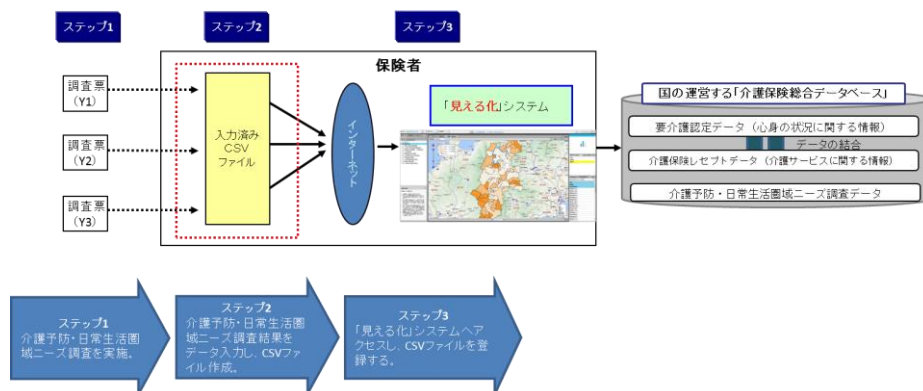 ステップ1
ステップ2
ステップ3
保険者
調査票
(Y1)
調査票
(Y2)
調査票
(Y3)
入力済み
CSV
ファイル
インターネット
「見える化」システム
国の運営する「介護保険総合データベース」
要介護認定データ（心身の状況に関する情報）
データの結合
介護保険レセプトデータ（介護サービスに関する情報）
介護予防・日常生活圏域ニーズ調査データ
ステップ1
介護予防・日常生活圏
域ニーズ調査を実施。
ステップ2
介護予防・日常生活圏
域ニーズ調査結果を
データ入力し、CSVファ
イル作成。
ステップ3
「見える化」システムへア
クセスし、CSVファイルを登
録する。